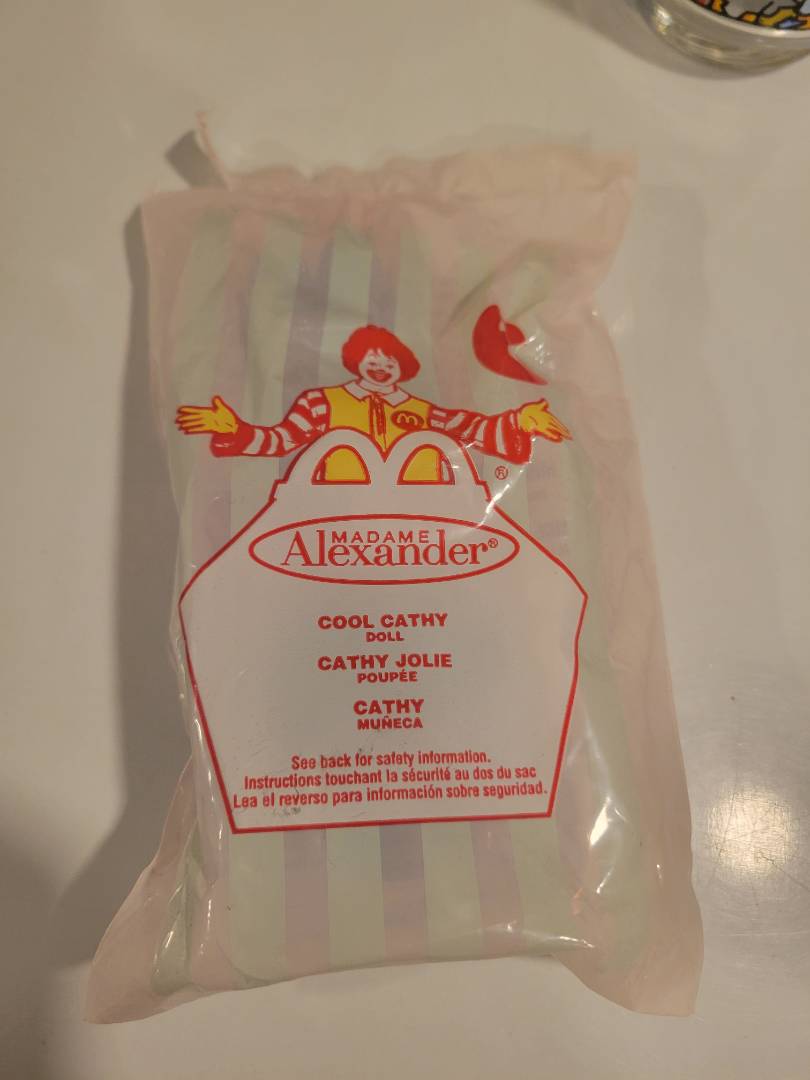 ®
MADAME
Alexander®
COOL CATHY
DOLL
CATHY JOLIE
POUPÉE
CATHY
MUÑECA
See back for safety information.
Instructions touchant la sécurité au dos du sac
Lea el reverso para información sobre seguridad.